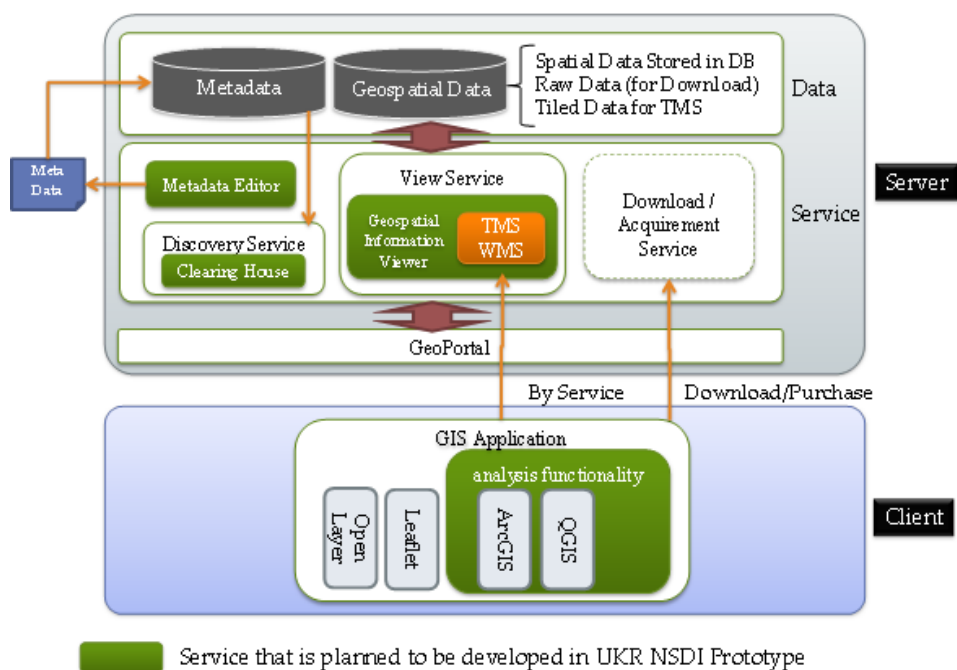 Metadata
Geospatial Data
Spatial Data Stored in DB
Raw Data (for Download)
Tiled Data for TMS
Data
Meta
Data
Metadata Editor
Discovery Service
Clearing House
View Service
Geospatial
Information
Viewer
TMS
WMS
Download /
Acquirement
Service
Service
Server
GeoPortal
By Service
Download/Purchase
GIS Application
analysis functionality
Open
Layer
Leaflet
ArcGIS
QGIS
Client
Service that is planned to be developed in UKR NSDI Prototype